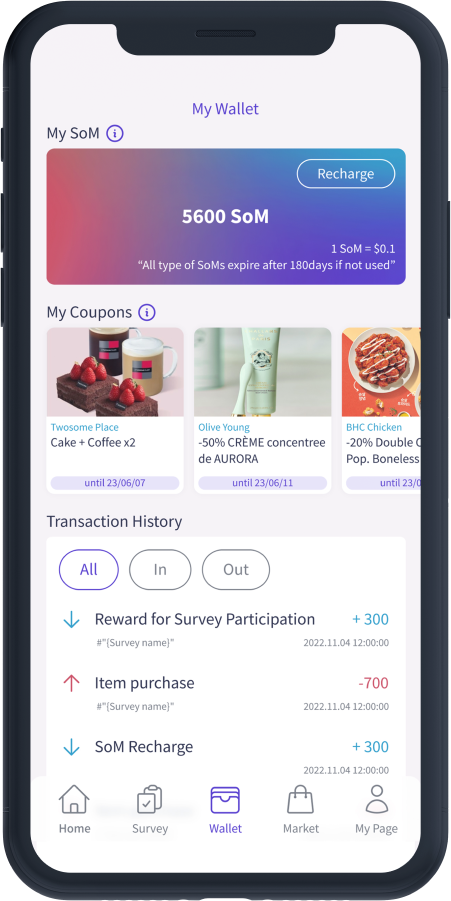 My Wallet
My SoM
Recharge
5600 SoM
1 SoM = $0.1
“All type of SoMs expire after 180days if not used”
My Coupons
Twosome Place
Cake + Coffee x2
until 23/06/07
Olive Young
-50% CRÈME concentree
de AURORA
until 23/06/11
BHC Chicken
-20% Double
Pop. Boneless
until 23/0
Transaction History
All
In
Out
Reward for Survey Participation
+ 300
#"{Survey name}"
2022.11.04 12:00:00
Item purchase
-700
#"{Survey name}"
2022.11.04 12:00:00
SoM Recharge
+ 300
2022.11.04 12:00:00
Home
Survey
Wallet
Market
My Page